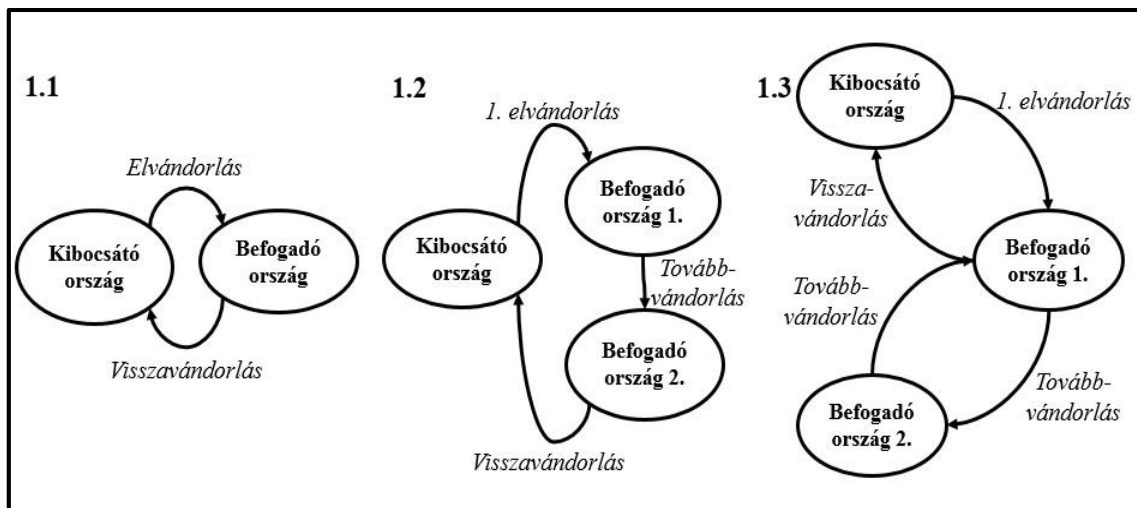 1.1
Elvándorlás
Kibocsátó
ország
Befogadó
ország
Visszavándorlás
1.2
1. elvándorlás
Befogadó
ország 1.
Kibocsátó
ország
Tovább-
vándorlás
Befogadó
ország 2.
Visszavándorlás
1.3
Kibocsátó
ország
1. elvándorlás
Vissza-
vándorlás
Befogadó
ország 1.
Tovább-
vándorlás
Tovább-
vándorlás
Befogadó
ország 2.